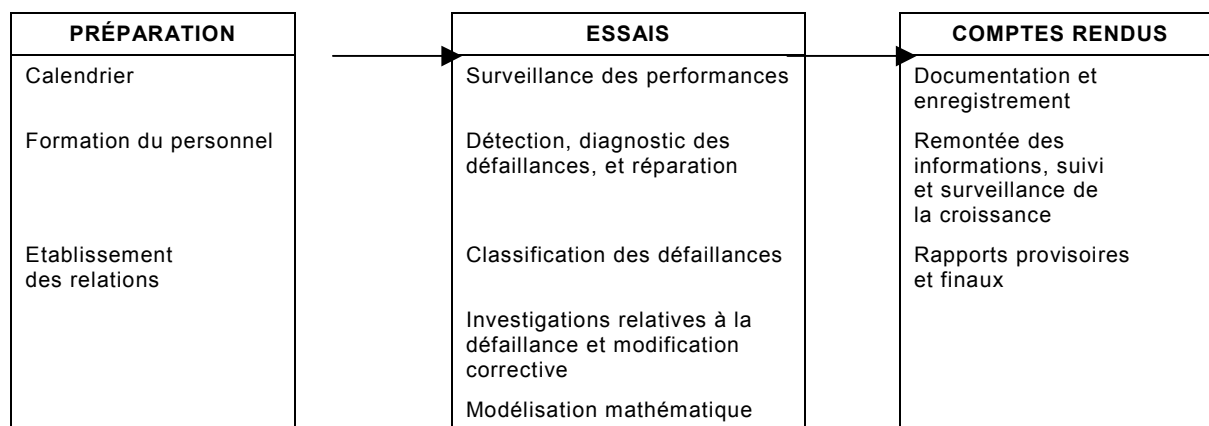 PRÉPARATION
Calendrier
Formation du personnel
Etablissement
des relations
ESSAIS
Surveillance des performances
Détection, diagnostic des
défaillances, et réparation
Classification des défaillances
Investigations relatives à la
défaillance et modification
corrective
Modélisation mathématique
COMPTES RENDUS
Documentation et
enregistrement
Remontée des
informations, suivi
et surveillance de
la croissance
Rapports provisoires
et finaux